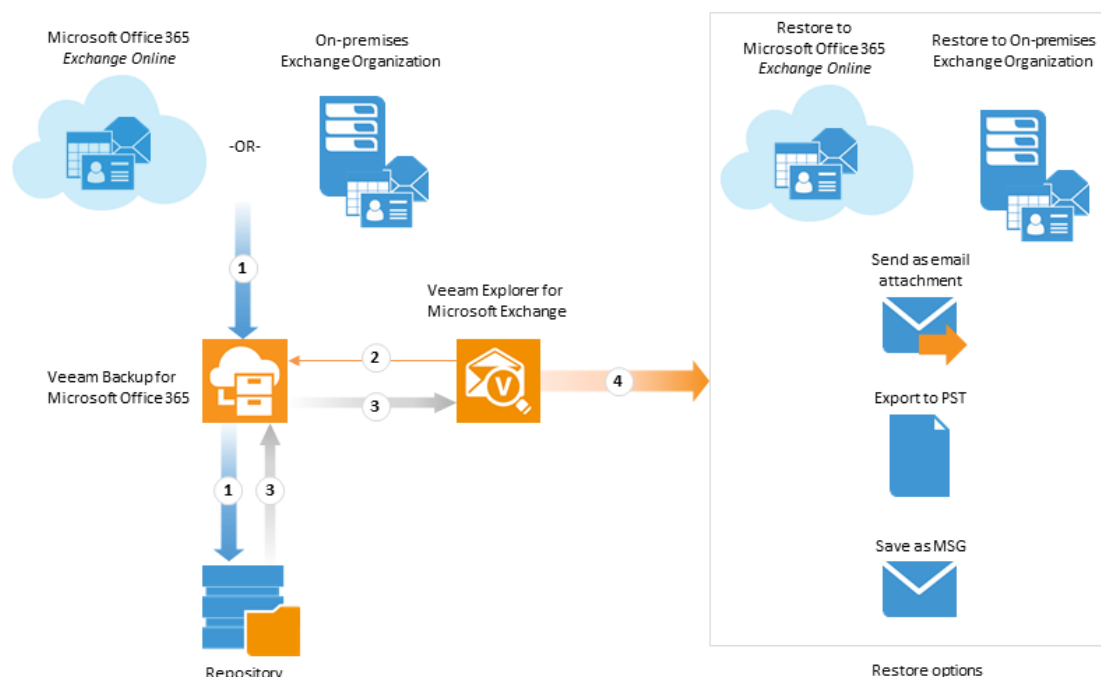 Microsoft Office 365
Exchange Online
On-premises
Exchange Organization
-OR-
Restore to
Microsoft Office 365
Exchange Online
Restore to On-premises
Exchange Organization
1
Send as email
attachment
Veeam Explorer for
Microsoft Exchange
Veeam Backup for
Microsoft Office 365
2
V
3
4
Export to PST
1
3
Save as MSG
Repository
Restore options